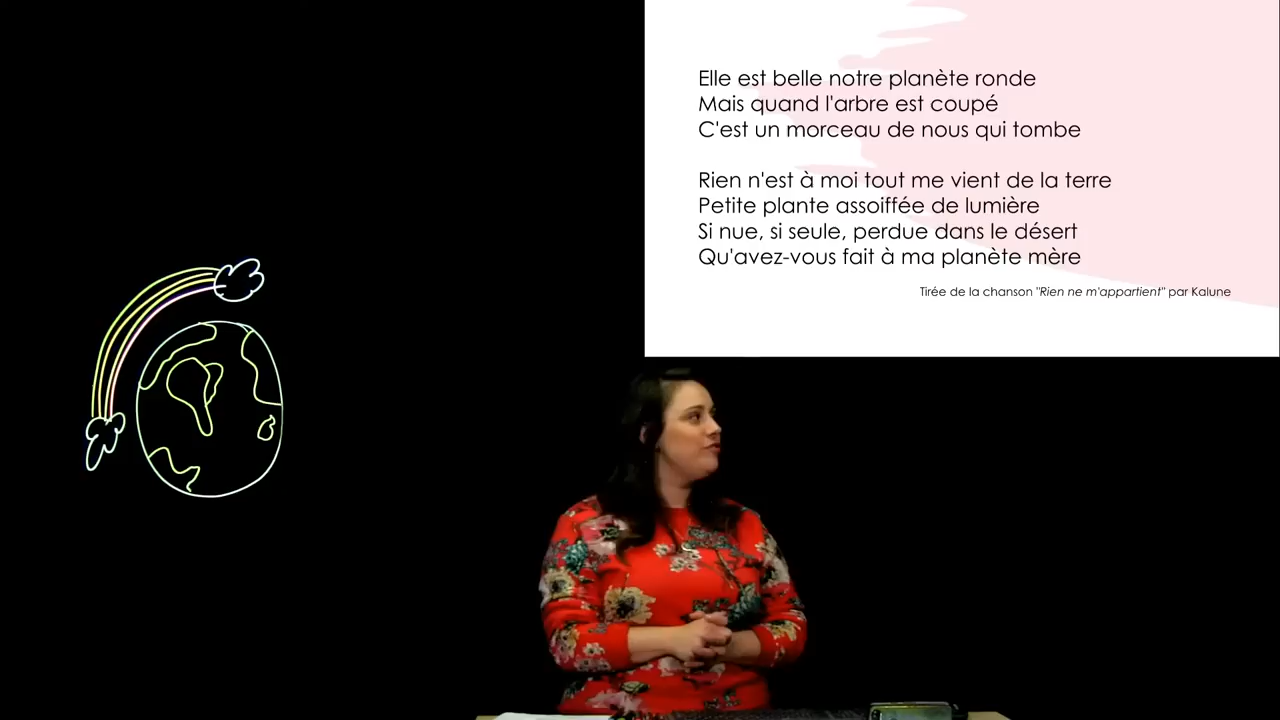 Elle est belle notre planète ronde
Mais quand l'arbre est coupé
C'est un morceau de nous qui tombe
Rien n'est à moi tout me vient de la terre
Petite plante assoiffée de lumière
Si nue, si seule, perdue dans le désert
Qu'avez-vous fait à ma planète mère
Tirée de la chanson "Rien ne m'appartient" par Kalune